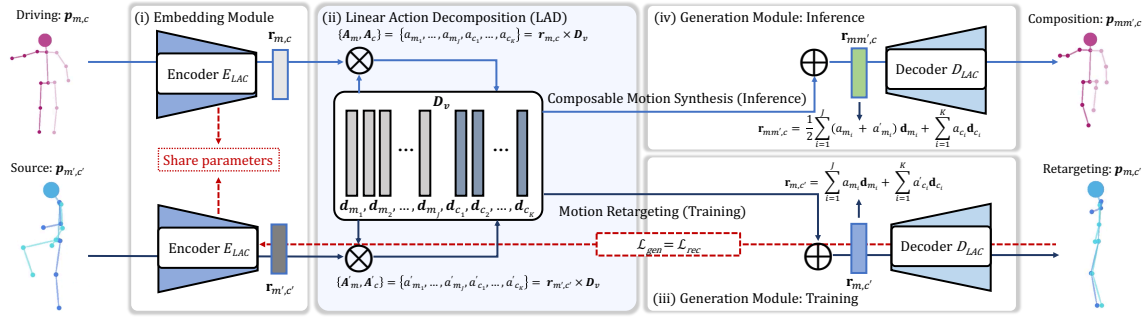 Driving: p_{m,c}
(i) Embedding Module
Encoder E_{LAC}
r_{m,c}
Share parameters
Source: p_{m',c'}
Encoder E_{LAC}
r_{m',c'}
(ii) Linear Action Decomposition (LAD)
{A_m, A_c} = {a_{m_1}, ..., a_{m_J}, a_{c_1}, ..., a_{c_K}} = r_{m,c} × D_v
D_v
... ...
d_{m_1}, d_{m_2}, ..., d_{m_J}, d_{c_1}, d_{c_2}, ..., d_{c_K}
{A'_m, A'_c} = {a'_{m_1}, ..., a'_{m_J}, a'_{c_1}, ..., a'_{c_K}} = r_{m',c'} × D_v
Composable Motion Synthesis (Inference)
Motion Retargeting (Training)
L_{gen} = L_{rec}
(iv) Generation Module: Inference
r_{mm',c}
Decoder D_{LAC}
r_{mm',c} = \frac{1}{2} \sum_{i=1}^{J} (a_{m_i} + a'_{m_i}) d_{m_i} + \sum_{i=1}^{K} a_{c_i} d_{c_i}
Composition: p_{mm',c}
r_{m,c'} = \sum_{i=1}^{J} a_{m_i} d_{m_i} + \sum_{i=1}^{K} a'_{c_i} d_{c_i}
Decoder D_{LAC}
r_{m,c'}
(iii) Generation Module: Training
Retargeting: p_{m,c'}